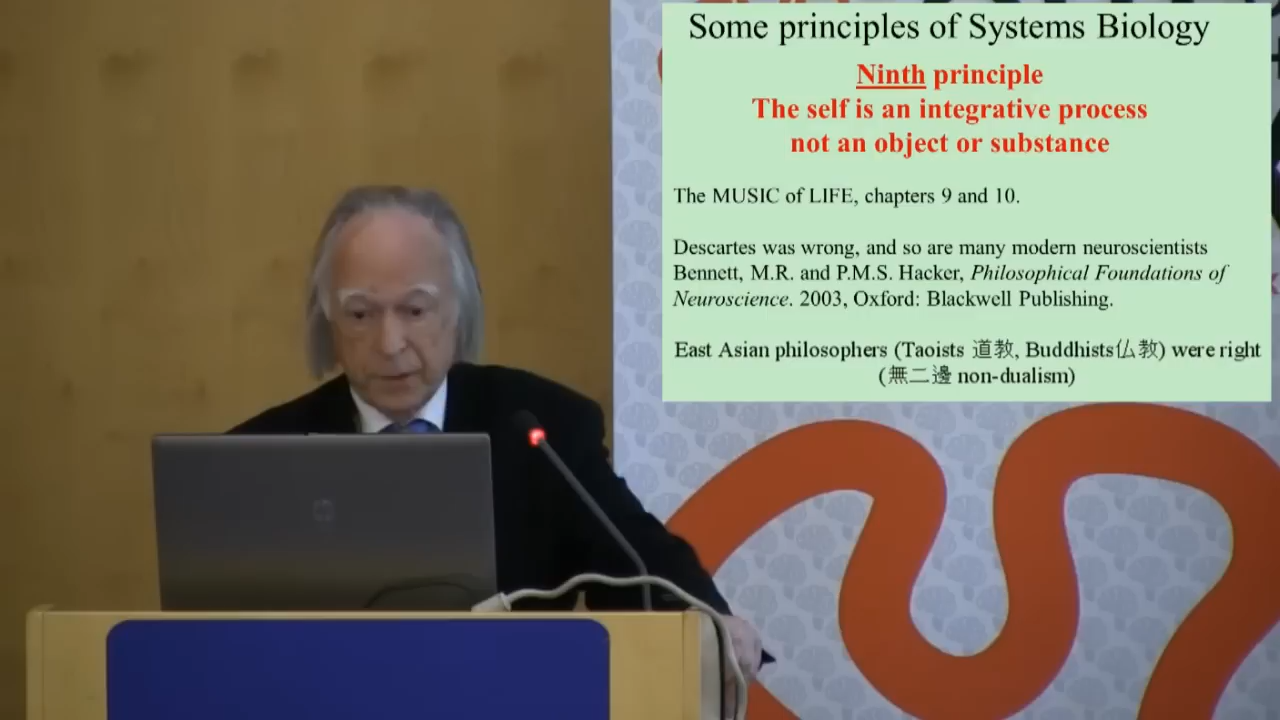 Some principles of Systems Biology
Ninth principle
The self is an integrative process
not an object or substance
The MUSIC of LIFE, chapters 9 and 10.
Descartes was wrong, and so are many modern neuroscientists
Bennett, M.R. and P.M.S. Hacker, Philosophical Foundations of
Neuroscience. 2003, Oxford: Blackwell Publishing.
East Asian philosophers (Taoists 道教, Buddhists仏教) were right
(無二邊 non-dualism)
hp